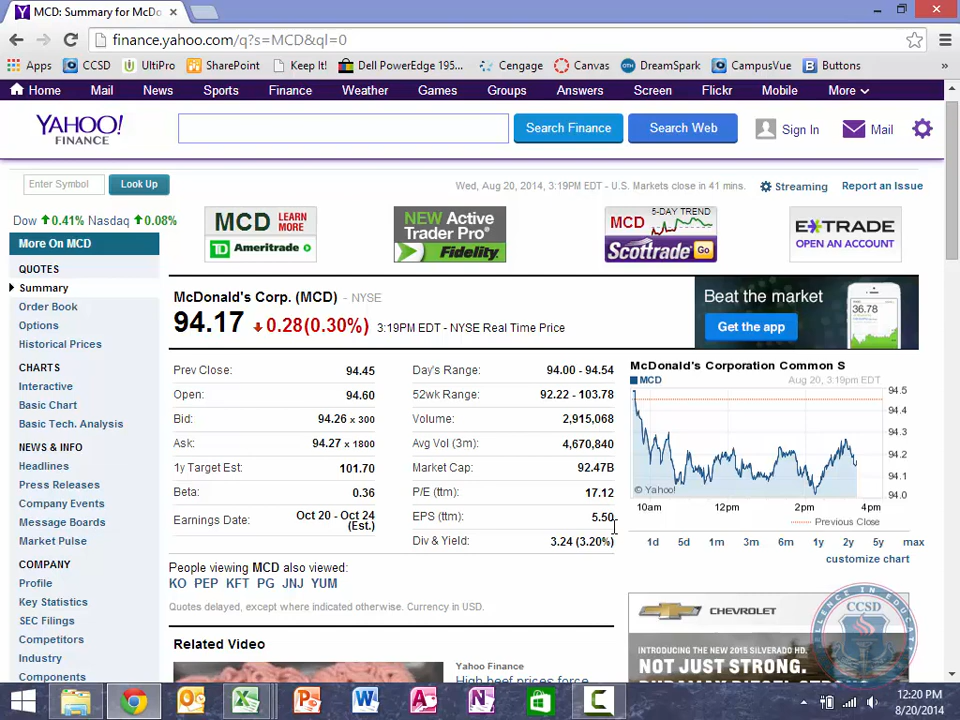 MCD: Summary for McDo
finance.yahoo.com/q?s=MCD&ql=0
Apps CCSD UltiPro SharePoint Keep It! Dell PowerEdge 195... Cengage Canvas DreamSpark CampusVue Buttons »
Home Mail News Sports Finance Weather Games Groups Answers Screen Flickr Mobile More
YAHOO!
FINANCE
Search Finance
Search Web
Sign In
Mail
Enter Symbol
Look Up
Wed, Aug 20, 2014, 3:19PM EDT - U.S. Markets close in 41 mins.
Streaming
Report an Issue
Dow 0.41% Nasdaq 0.08%
MCD LEARN MORE
TD Ameritrade
NEW Active
Trader Pro®
Fidelity
MCD 5-DAY TREND
Scottrade Go
E*TRADE
OPEN AN ACCOUNT
More On MCD
QUOTES
Summary
Order Book
Options
Historical Prices
CHARTS
Interactive
Basic Chart
Basic Tech. Analysis
NEWS & INFO
Headlines
Press Releases
Company Events
Message Boards
Market Pulse
COMPANY
Profile
Key Statistics
SEC Filings
Competitors
Industry
Components
McDonald's Corp. (MCD) - NYSE
94.17 0.28(0.30%) 3:19PM EDT - NYSE Real Time Price
Beat the market
Get the app
36.78
Prev Close: 94.45
Open: 94.60
Bid: 94.26 x 300
Ask: 94.27 x 1800
1y Target Est: 101.70
Beta: 0.36
Earnings Date: Oct 20 - Oct 24
(Est.)
Day's Range: 94.00 - 94.54
52wk Range: 92.22 - 103.78
Volume: 2,915,068
Avg Vol (3m): 4,670,840
Market Cap: 92.47B
P/E (ttm): 17.12
EPS (ttm): 5.50
Div & Yield: 3.24 (3.20%)
McDonald's Corporation Common S
MCD Aug 20, 3:19pm EDT
94.5
94.4
94.3
94.2
94.1
94.0
© Yahoo!
10am 12pm 2pm 4pm
Previous Close
1d 5d 1m 3m 6m 1y 2y 5y max
customize chart
People viewing MCD also viewed:
KO PEP KFT PG JNJ YUM
Quotes delayed, except where indicated otherwise. Currency in USD.
Related Video
Yahoo Finance
High beef prices force
CHEVROLET
INTRODUCING THE NEW 2015 SILVERADO HD.
NOT JUST STRONG.
CCSD
12:20 PM
8/20/2014